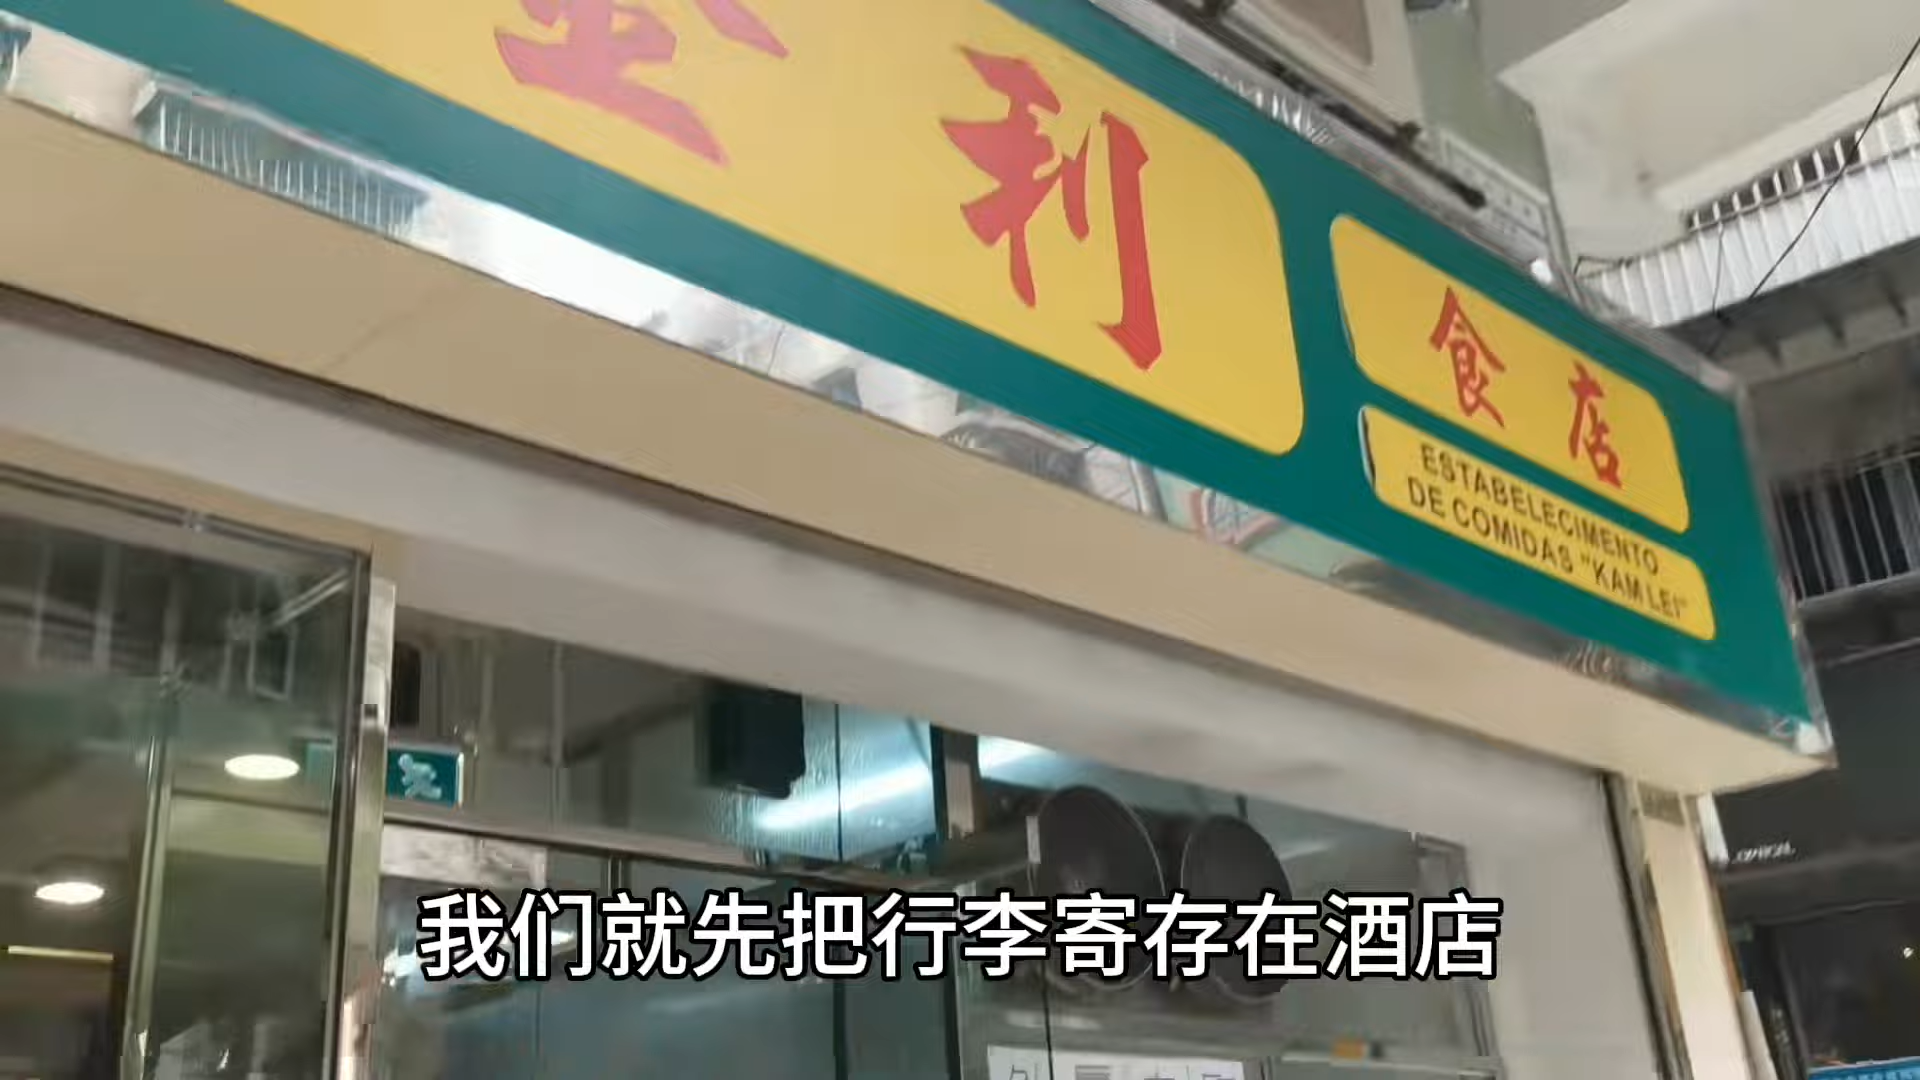 金利
食店
ESTABELECIMENTO
DE COMIDAS "KAM LEI"
我们就先把行李寄存在酒店